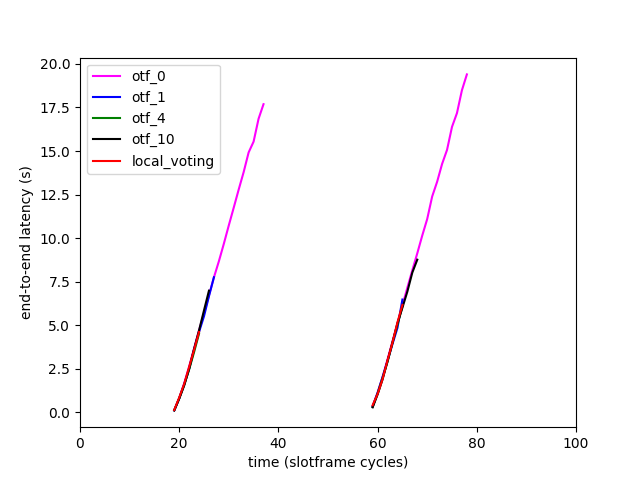 20.0
17.5
15.0
12.5
10.0
7.5
5.0
2.5
0.0
end-to-end latency (s)
otf_0
otf_1
otf_4
otf_10
local_voting
0 20 40 60 80 100
time (slotframe cycles)